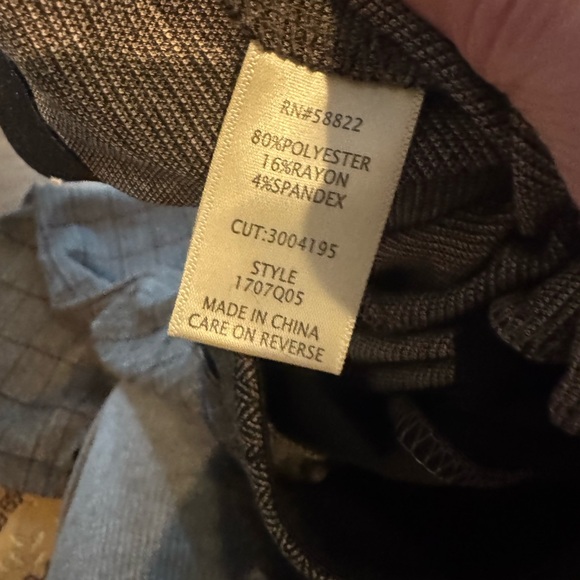 RN#58822
80%POLYESTER
16%RAYON
4%SPANDEX
CUT:3004195
STYLE
1707Q05
MADE IN CHINA
CARE ON REVERSE